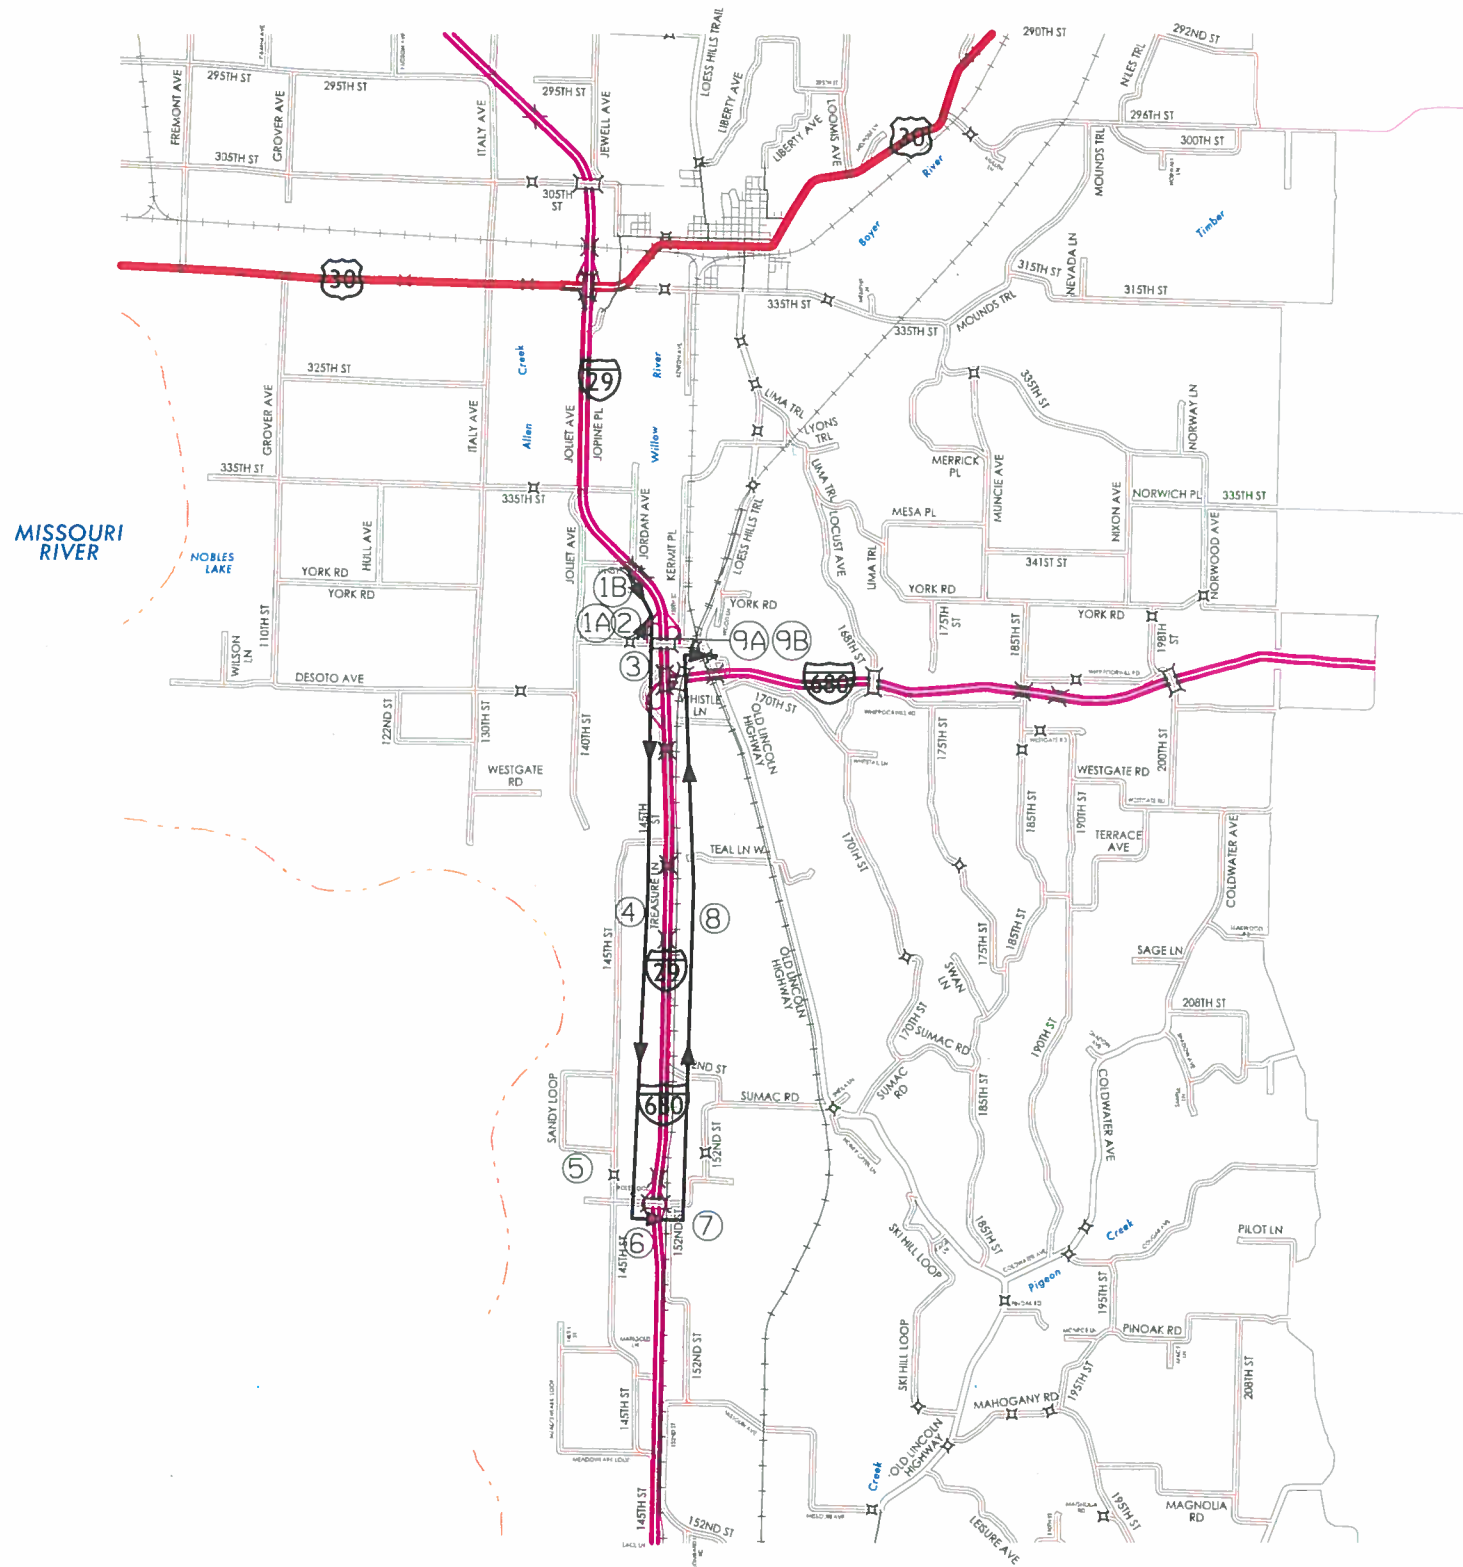 290TH ST
292ND ST
LOESS HILLS TRAIL
NILES TRL
295TH ST
295TH ST
295TH ST
FREMONT AVE
GROVER AVE
ITALY AVE
JEWELL AVE
LIBERTY AVE
LIBERTY AVE
LOOMIS AVE
30
296TH ST
300TH ST
MOUNDS TRL
305TH ST
305TH
ST
River
Boyer
Timber
30
NEVADA LN
315TH ST
315TH ST
335TH ST
335TH ST
MOUNDS TRL
325TH ST
Creek
River
29
GROVER AVE
ITALY AVE
Allen
JOLIET AVE
JOPINE PL
Willow
LIMA TRL
LYONS
TRL
335TH ST
NORWAY LN
MERRICK
PL
MUNCIE AVE
335TH ST
335TH ST
LIMA TRL
NORWICH PL
335TH ST
MISSOURI
RIVER
NOBLES
LAKE
HULL AVE
JOLIET AVE
JORDAN AVE
KERMIT PL
LOESS HILLS TRL
LOCUST AVE
MESA PL
LIMA TRL
NIXON AVE
NORWOOD AVE
341ST ST
YORK RD
YORK RD
1B
YORK RD
YORK RD
YORK RD
110TH ST
1A
2
9A
9B
168TH ST
175TH
ST
185TH ST
198TH
ST
WILSON
LN
3
DESOTO AVE
680
WHISTLE
LN
170TH ST
122ND ST
130TH ST
140TH ST
OLD LINCOLN
HIGHWAY
175TH ST
200TH ST
WESTGATE
RD
WESTGATE RD
145TH
ST
185TH ST
190TH ST
TERRACE
AVE
COLDWATER AVE
TEAL LN W
170TH ST
TREASURE LN
4
8
145TH ST
29
OLD LINCOLN
HIGHWAY
SWAN
LN
175TH ST
185TH ST
SAGE LN
208TH ST
170TH ST
SUMAC RD
190TH ST
SUMAC
RD
185TH ST
COLDWATER AVE
SANDY LOOP
680
SUMAC RD
152ND ST
5
6
7
145TH ST
152ND ST
SKI HILL LOOP
185TH ST
Creek
Pigeon
PILOT LN
195TH ST
PINOAK RD
SKI HILL LOOP
152ND ST
145TH ST
195TH ST
208TH ST
MAHOGANY RD
OLD LINCOLN
HIGHWAY
Creek
145TH ST
152ND ST
LEISURE AVE
195TH ST
MAGNOLIA
RD